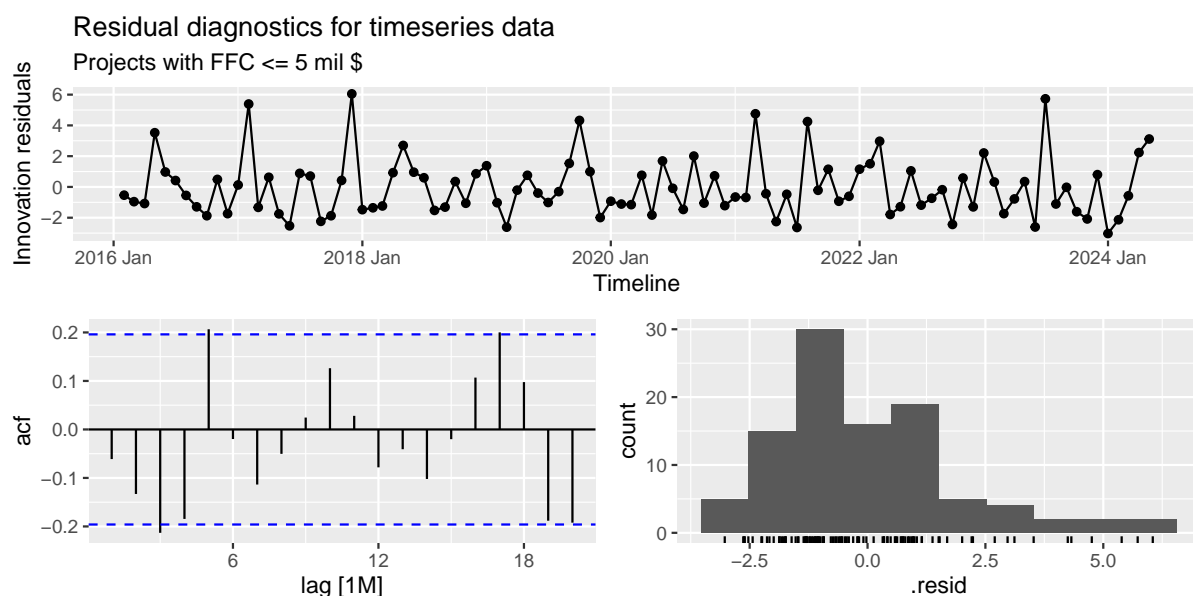 Residual diagnostics for timeseries data
Projects with FFC <= 5 mil $
Innovation residuals
6
4
2
0
−2
2016 Jan
2018 Jan
2020 Jan
2022 Jan
2024 Jan
Timeline
acf
0.2
0.1
0.0
−0.1
−0.2
6
12
18
lag [1M]
count
30
20
10
0
−2.5
0.0
2.5
5.0
.resid